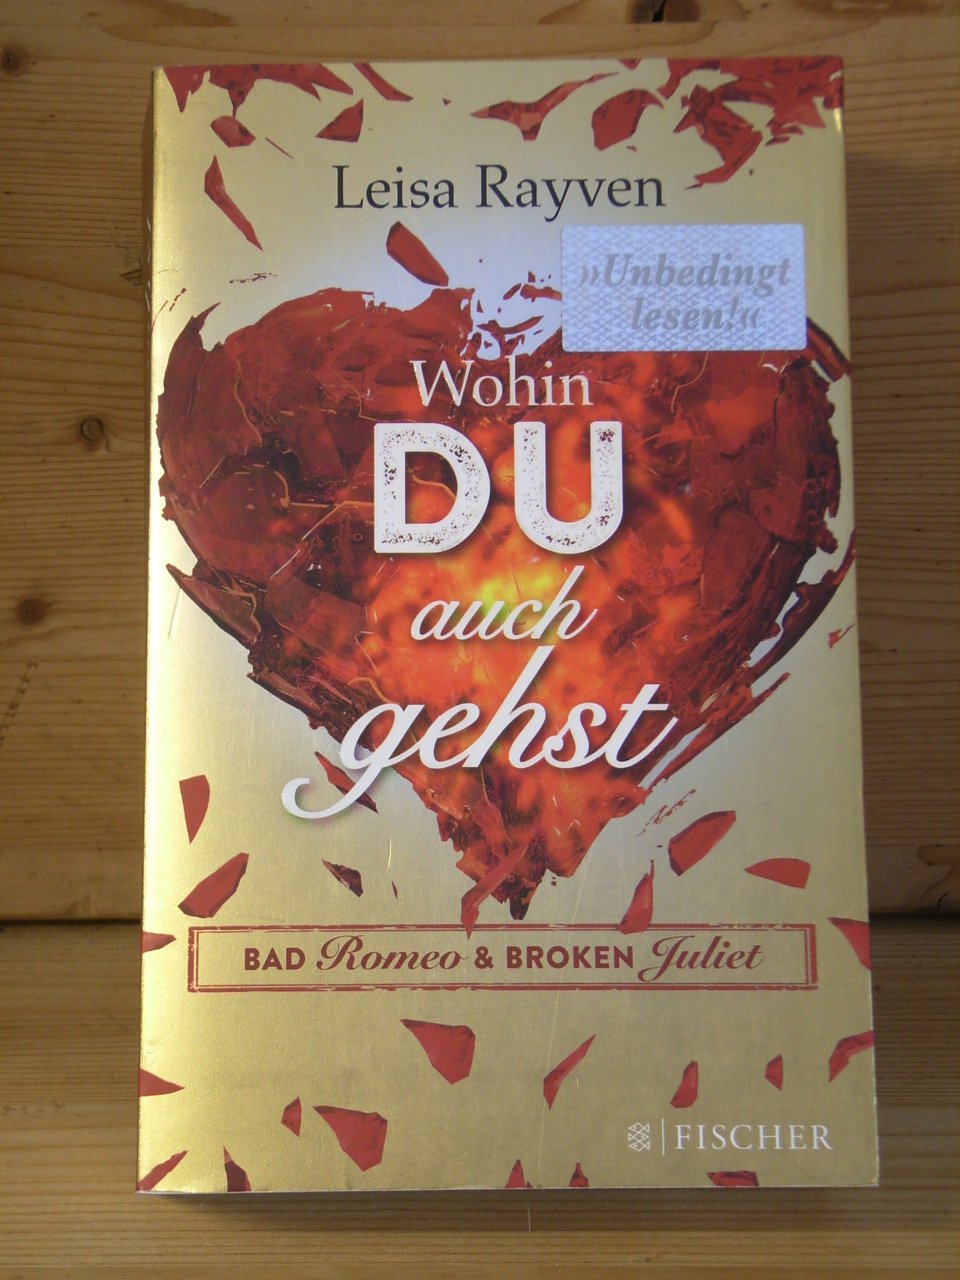 Leisa Rayven
»Unbedingt
lesen!«
Wohin
DU
auch
gehst
BAD Romeo & BROKEN Juliet
FISCHER